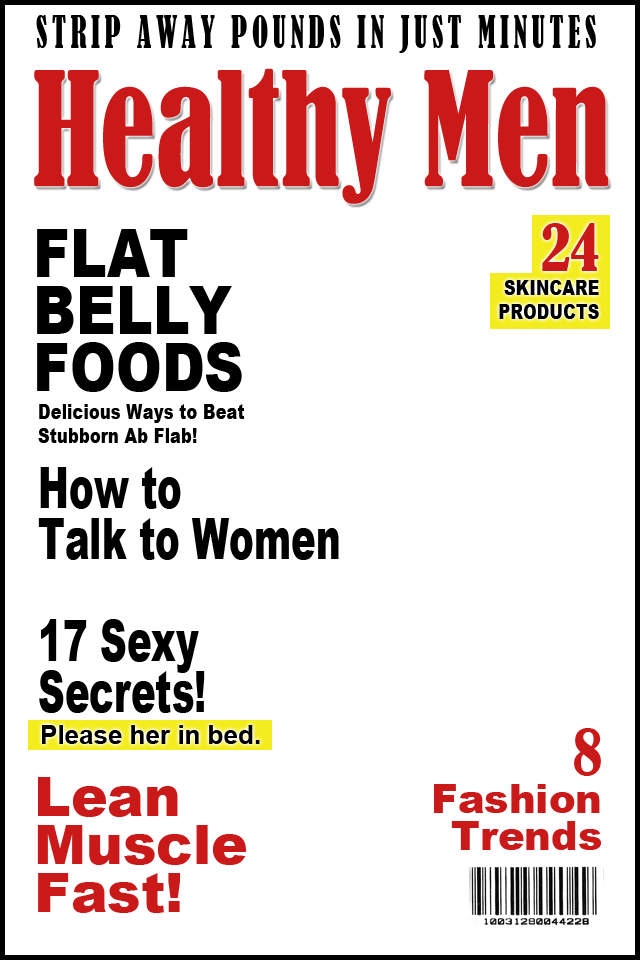 STRIP AWAY POUNDS IN JUST MINUTES
Healthy Men
FLAT
BELLY
FOODS
Delicious Ways to Beat
Stubborn Ab Flab!
24
SKINCARE
PRODUCTS
How to
Talk to Women
17 Sexy
Secrets!
Please her in bed.
Lean
Muscle
Fast!
8
Fashion
Trends
10031280044228